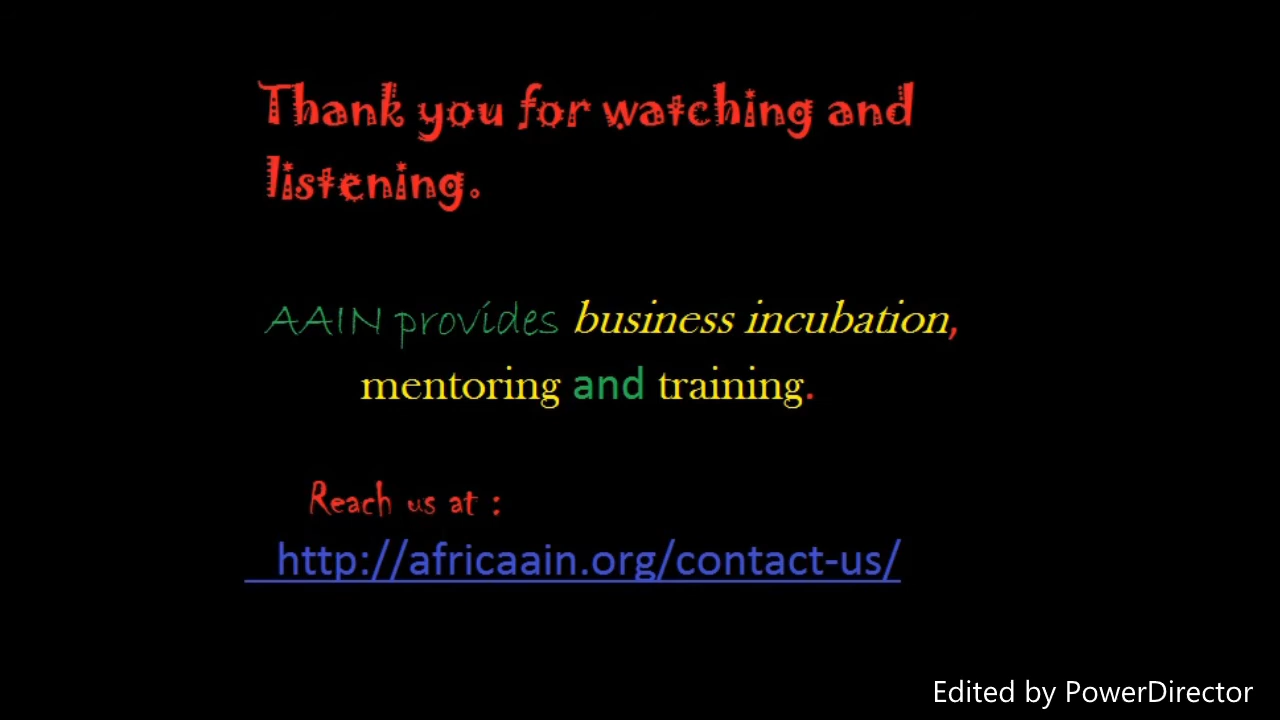 Thank you for watching and
listening.
AAIN provides business incubation,
mentoring and training.
Reach us at :
http://africaain.org/contact-us/
Edited by PowerDirector